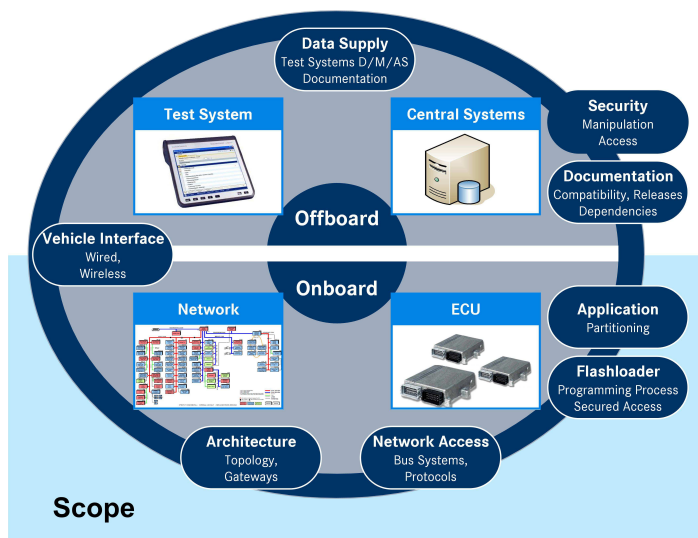 Data Supply
Test Systems D/M/AS
Documentation
Test System
Central Systems
Security
Manipulation
Access
Documentation
Compatibility, Releases
Dependencies
Offboard
Vehicle Interface
Wired,
Wireless
Onboard
Network
ECU
Application
Partitioning
Flashloader
Programming Process
Secured Access
Architecture
Topology,
Gateways
Network Access
Bus Systems,
Protocols
Scope